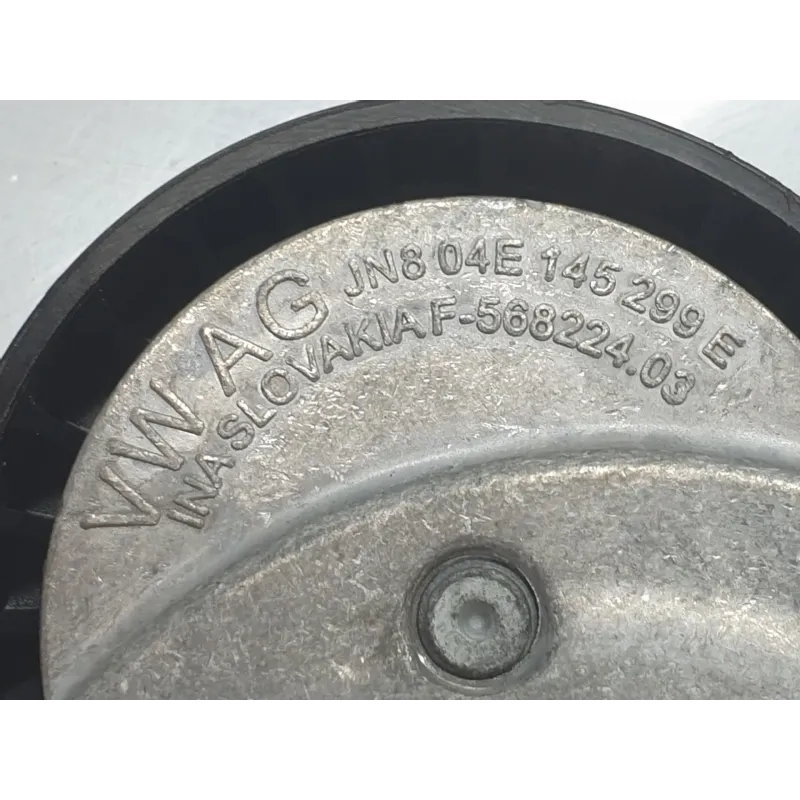 VW AG JN8 04E 145 299 E
INA SLOVAKIA F-568224.03